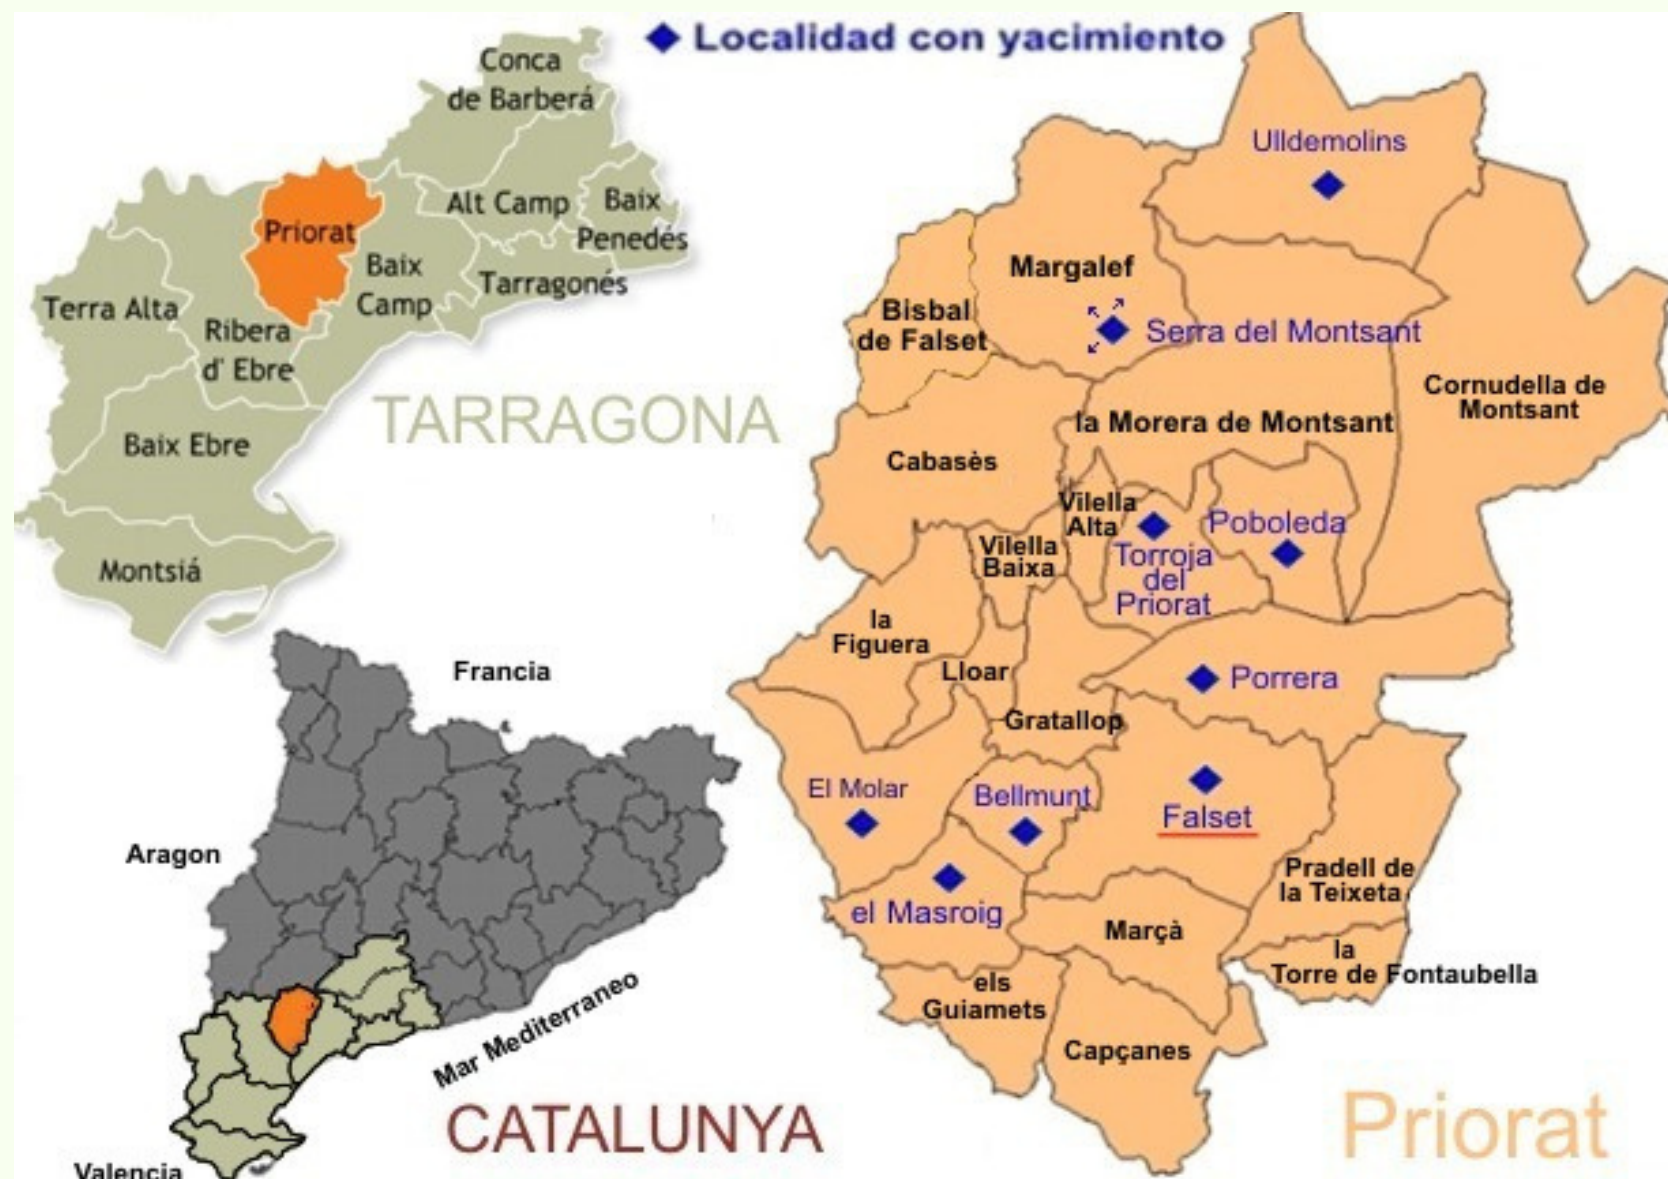 Localidad con yacimiento
Conca
de Barberá
Alt Camp
Baix
Penedés
Priorat
Baix
Camp
Tarragonés
Terra Alta
Ribera
d' Ebre
Baix Ebre
Montsiá
TARRAGONA
Francia
Aragon
Mar Mediterraneo
Valencia
CATALUNYA
Ulldemolins
Margalef
Bisbal
de Falset
Serra del Montsant
Cornudella de
Montsant
la Morera de Montsant
Cabasès
Vilella
Alta
Poboleda
Vilella
Baixa
Torroja
del
Priorat
la
Figuera
Lloar
Porrera
Gratallop
El Molar
Bellmunt
Falset
Pradell de
la Teixeta
el Masroig
Marçà
la
Torre de Fontaubella
els
Guiamets
Capçanes
Priorat